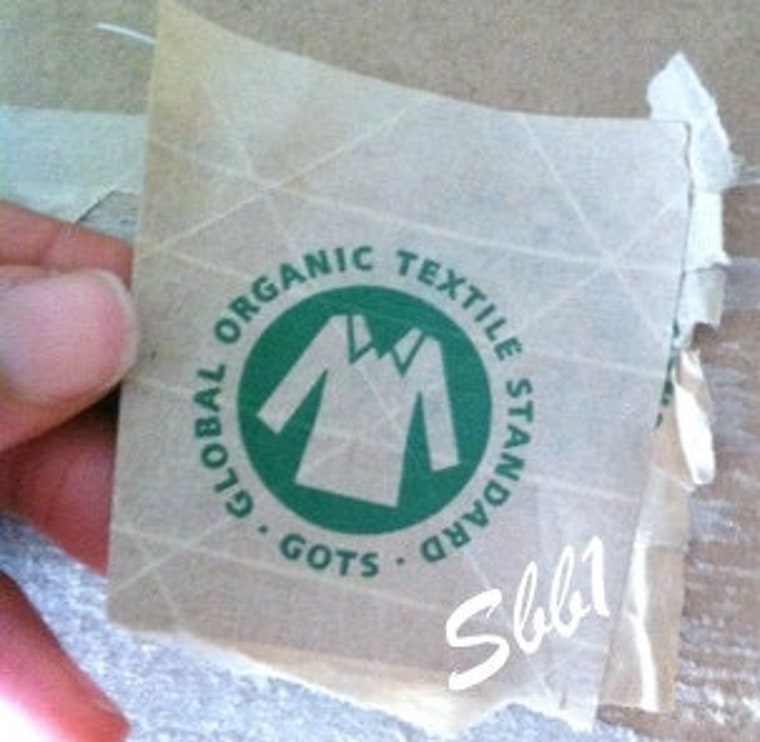 GLOBAL ORGANIC TEXTILE STANDARD
· GOTS ·
Sbb1